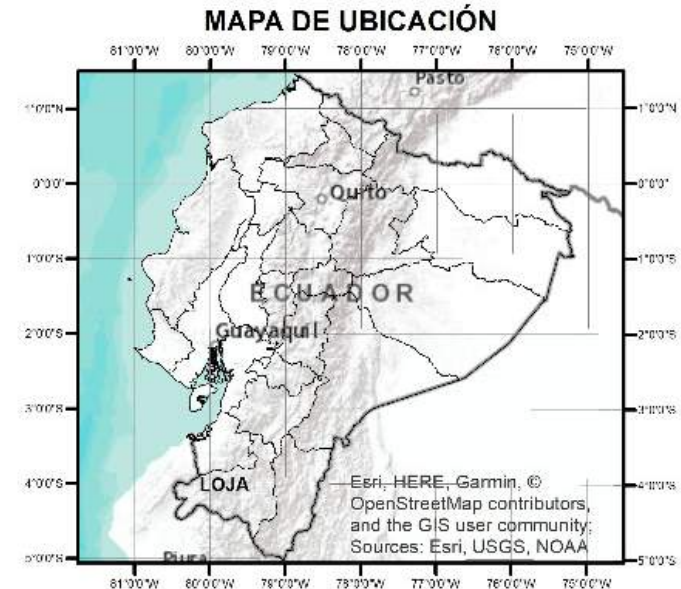 MAPA DE UBICACIÓN
81°0'0"W 80°0'0"W 79°0'0"W 78°0'0"W 77°0'0"W 76°0'0"W 75°0'0"W
Pasto
1°0'0"N 1°0'0"N
0°0'0" Quito 0°0'0"
1°0'0"S 1°0'0"S
ECUADOR
Guayaquil
2°0'0"S 2°0'0"S
3°0'0"S 3°0'0"S
4°0'0"S LOJA 4°0'0"S
Esri, HERE, Garmin, ©
OpenStreetMap contributors,
and the GIS user community;
Sources: Esri, USGS, NOAA
5°0'0"S Piura 5°0'0"S
81°0'0"W 80°0'0"W 79°0'0"W 78°0'0"W 77°0'0"W 76°0'0"W 75°0'0"W